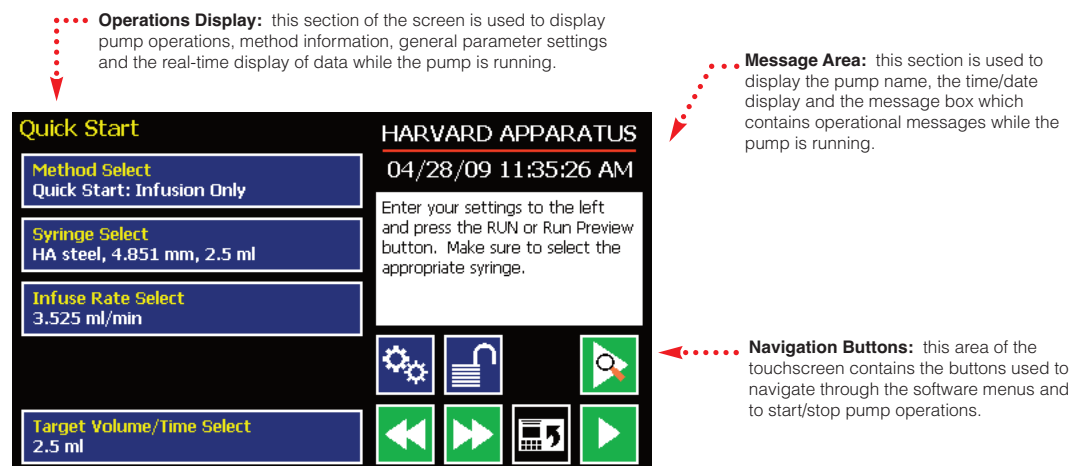 Operations Display: this section of the screen is used to display
pump operations, method information, general parameter settings
and the real-time display of data while the pump is running.
Message Area: this section is used to
display the pump name, the time/date
display and the message box which
contains operational messages while the
pump is running.
Quick Start
Method Select
Quick Start: Infusion Only
Syringe Select
HA steel, 4.851 mm, 2.5 ml
Infuse Rate Select
3.525 ml/min
Target Volume/Time Select
2.5 ml
HARVARD APPARATUS
04/28/09 11:35:26 AM
Enter your settings to the left
and press the RUN or Run Preview
button. Make sure to select the
appropriate syringe.
Navigation Buttons: this area of the
touchscreen contains the buttons used to
navigate through the software menus and
to start/stop pump operations.